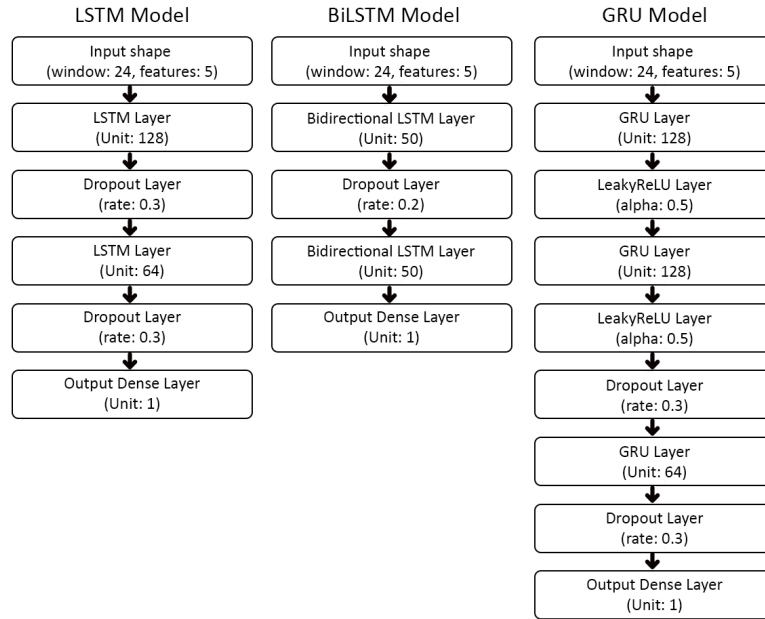 LSTM Model
Input shape
(window: 24, features: 5)
LSTM Layer
(Unit: 128)
Dropout Layer
(rate: 0.3)
LSTM Layer
(Unit: 64)
Dropout Layer
(rate: 0.3)
Output Dense Layer
(Unit: 1)
BiLSTM Model
Input shape
(window: 24, features: 5)
Bidirectional LSTM Layer
(Unit: 50)
Dropout Layer
(rate: 0.2)
Bidirectional LSTM Layer
(Unit: 50)
Output Dense Layer
(Unit: 1)
GRU Model
Input shape
(window: 24, features: 5)
GRU Layer
(Unit: 128)
LeakyReLU Layer
(alpha: 0.5)
GRU Layer
(Unit: 128)
LeakyReLU Layer
(alpha: 0.5)
Dropout Layer
(rate: 0.3)
GRU Layer
(Unit: 64)
Dropout Layer
(rate: 0.3)
Output Dense Layer
(Unit: 1)